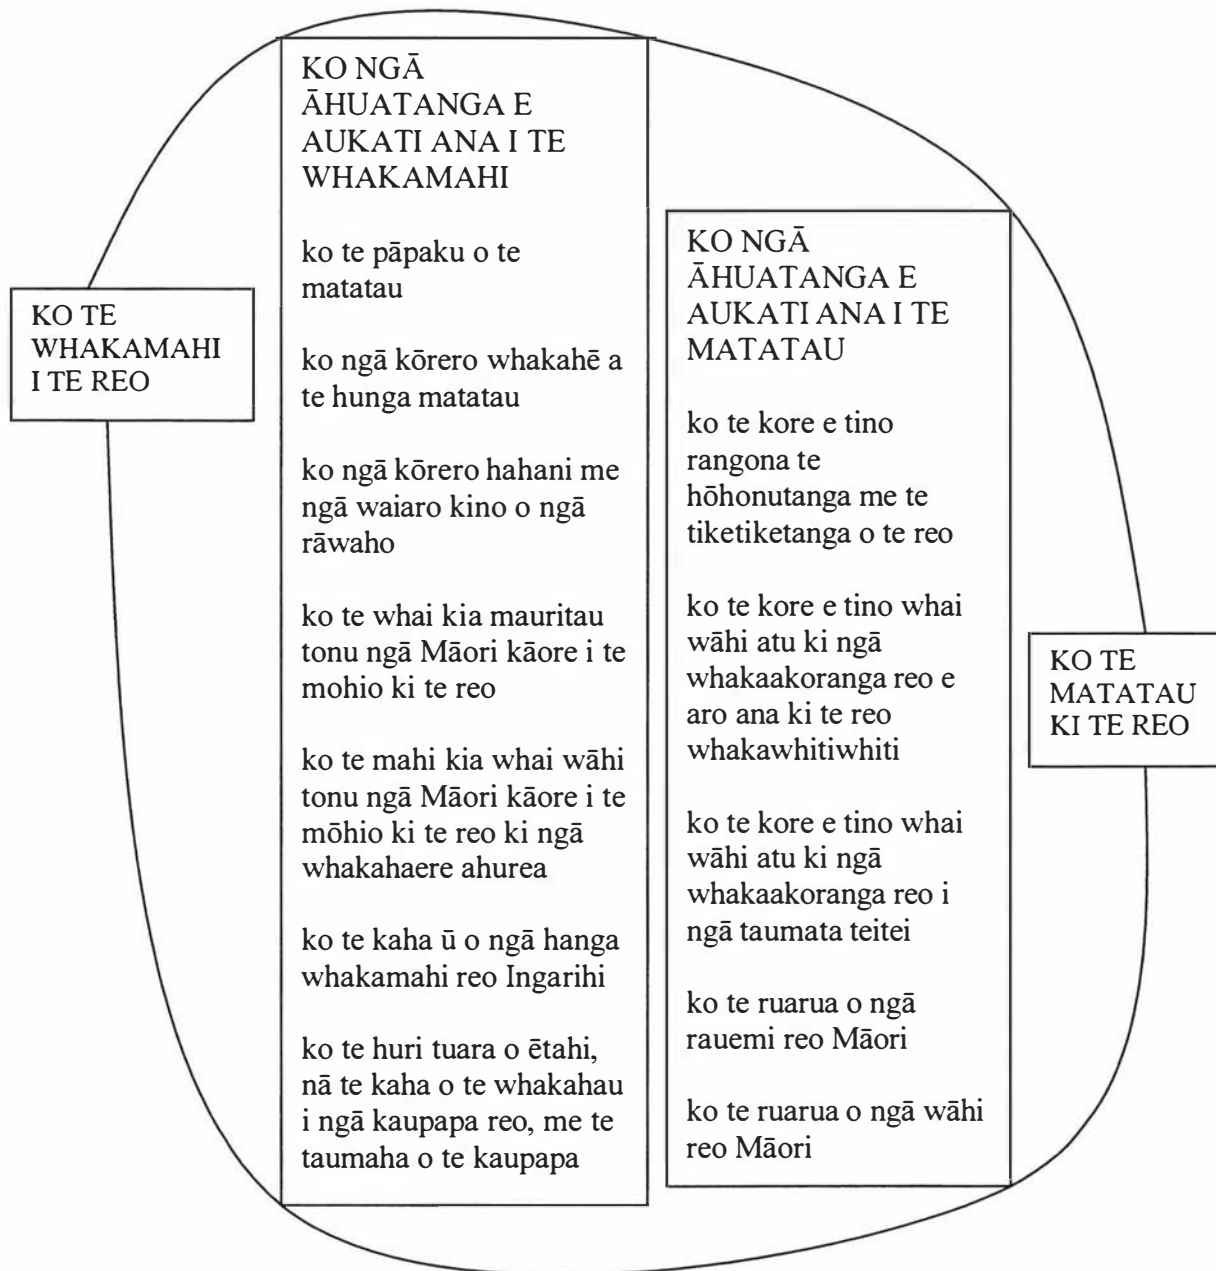 KO TE
WHAKAMAHI
I TE REO
KO NGĀ
ĀHUATANGA E
AUKATI ANA I TE
WHAKAMAHI
ko te pāpaku o te
matatau
ko ngā kōrero whakahē a
te hunga matatau
ko ngā kōrero hahani me
ngā waiaro kino o ngā
rāwaho
ko te whai kia mauritau
tonu ngā Māori kāore i te
mohio ki te reo
ko te mahi kia whai wāhi
tonu ngā Māori kāore i te
mōhio ki te reo ki ngā
whakahaere ahurea
ko te kaha ū o ngā hanga
whakamahi reo Ingarihi
ko te huri tuara o ētahi,
nā te kaha o te whakahau
i ngā kaupapa reo, me te
taumaha o te kaupapa
KO NGĀ
ĀHUATANGA E
AUKATI ANA I TE
MATATAU
ko te kore e tino
rangona te
hōhonutanga me te
tiketiketanga o te reo
ko te kore e tino whai
wāhi atu ki ngā
whakaakoranga reo e
aro ana ki te reo
whakawhitiwhiti
ko te kore e tino whai
wāhi atu ki ngā
whakaakoranga reo i
ngā taumata teitei
ko te ruarua o ngā
rauemi reo Māori
ko te ruarua o ngā wāhi
reo Māori
KO TE
MATATAU
KI TE REO